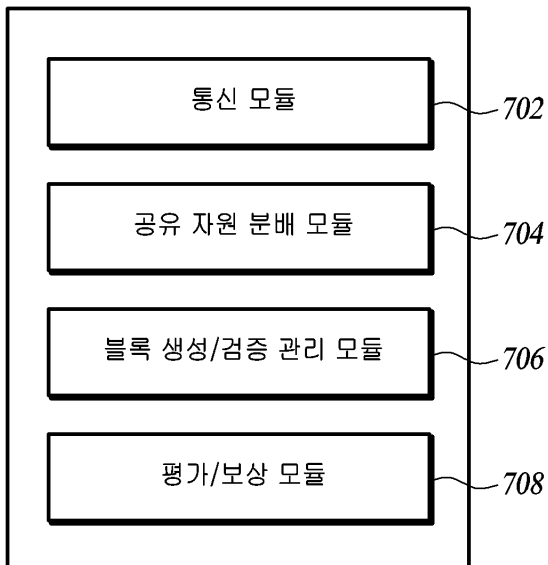 통신 모듈 702
공유 자원 분배 모듈 704
블록 생성/검증 관리 모듈 706
평가/보상 모듈 708